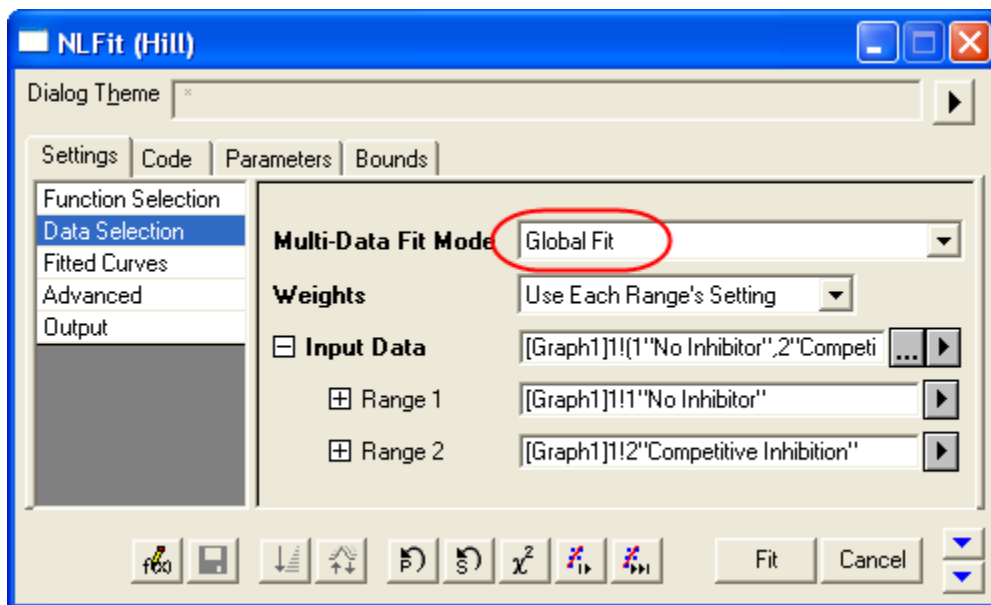 NLFit (Hill)
Dialog Theme *
Settings Code Parameters Bounds
Function Selection
Data Selection
Fitted Curves
Advanced
Output
Multi-Data Fit Mode Global Fit
Weights Use Each Range's Setting
Input Data [Graph1]1!(1"No Inhibitor",2"Competi ...
Range 1 [Graph1]1!1"No Inhibitor"
Range 2 [Graph1]1!2"Competitive Inhibition"
χ² Fit Cancel